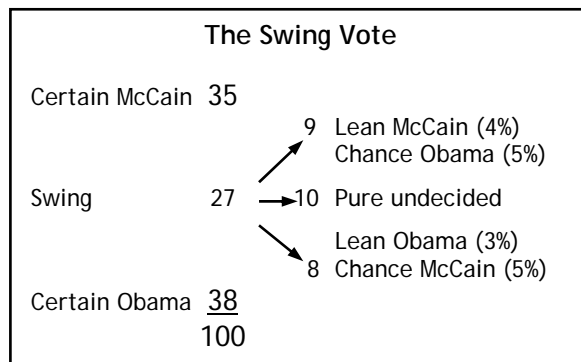 The Swing Vote
Certain McCain 35
9 Lean McCain (4%)
Chance Obama (5%)
Swing 27 10 Pure undecided
Lean Obama (3%)
8 Chance McCain (5%)
Certain Obama 38
100